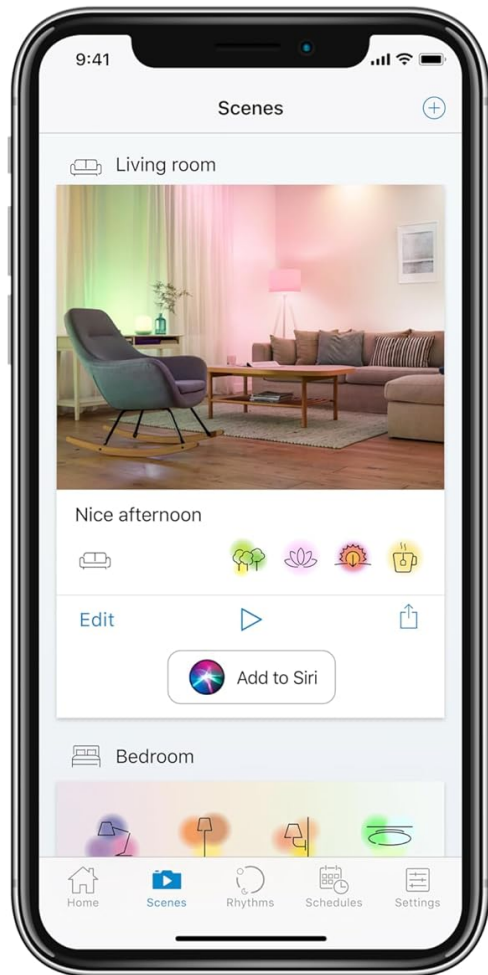 9:41
Scenes
Living room
Nice afternoon
Edit
Add to Siri
Bedroom
Home Scenes Rhythms Schedules Settings